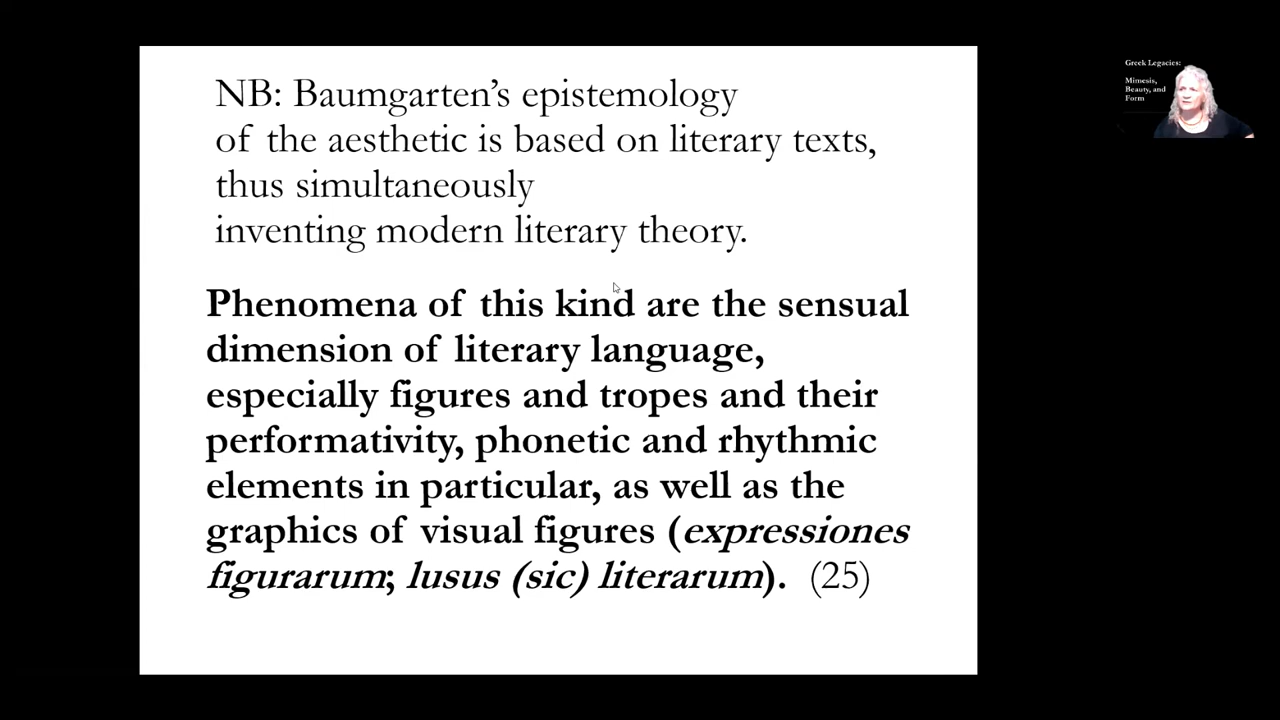 NB: Baumgarten’s epistemology
of the aesthetic is based on literary texts,
thus simultaneously
inventing modern literary theory.
Phenomena of this kind are the sensual
dimension of literary language,
especially figures and tropes and their
performativity, phonetic and rhythmic
elements in particular, as well as the
graphics of visual figures (expressiones
figurarum; lusus (sic) literarum). (25)
Greek Legacies:
Mimesis,
Beauty, and
Form